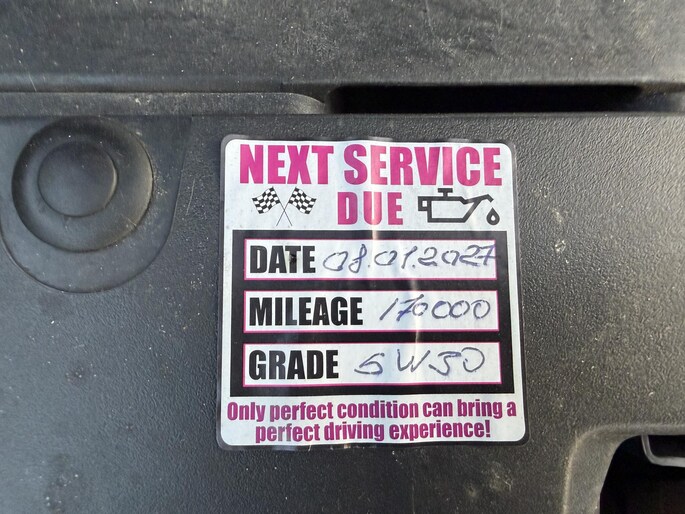 NEXT SERVICE
DUE
DATE 08.01.2027
MILEAGE 170000
GRADE 5W30
Only perfect condition can bring a
perfect driving experience!